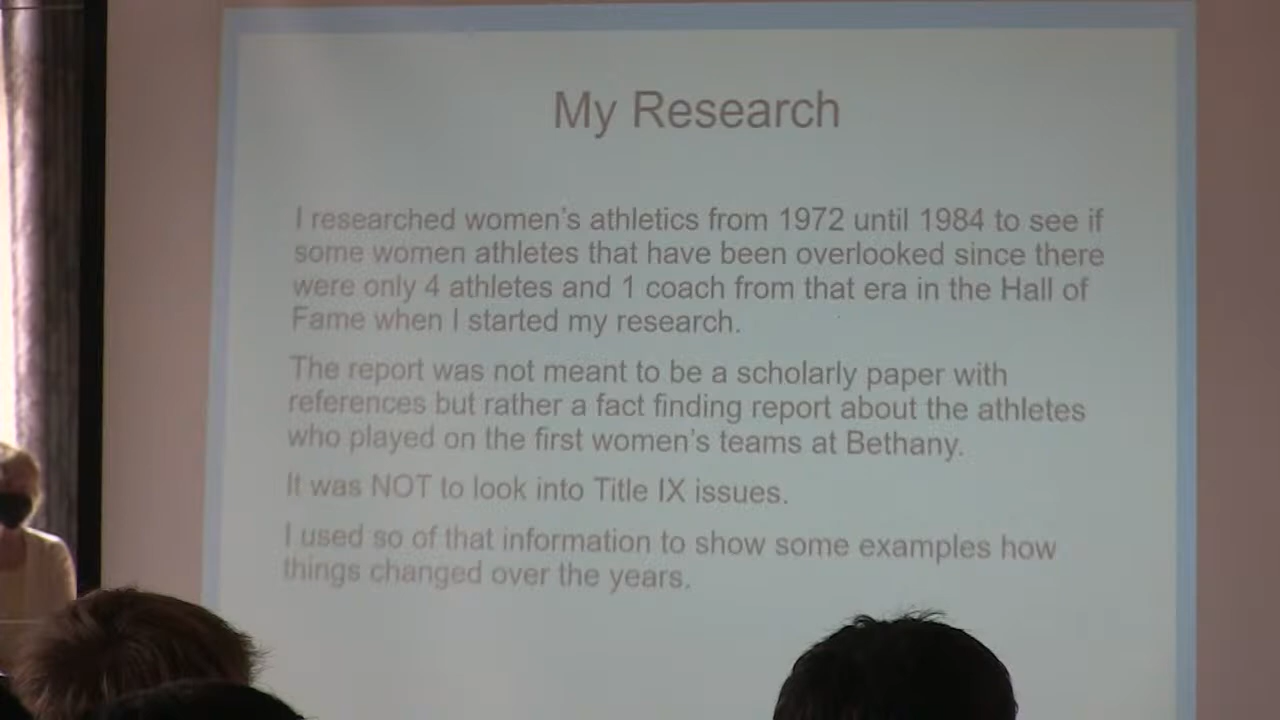 My Research
I researched women's athletics from 1972 until 1984 to see if
some women athletes that have been overlooked since there
were only 4 athletes and 1 coach from that era in the Hall of
Fame when I started my research.
The report was not meant to be a scholarly paper with
references but rather a fact finding report about the athletes
who played on the first women's teams at Bethany.
It was NOT to look into Title IX issues.
I used so of that information to show some examples how
things changed over the years.